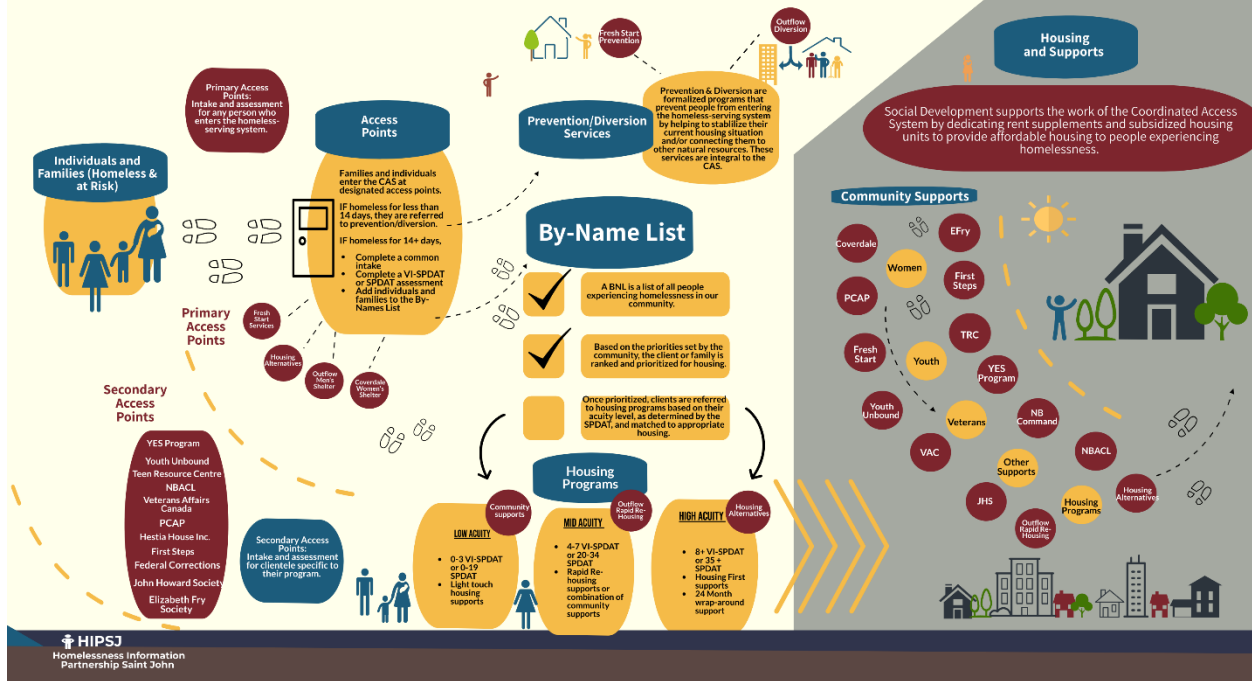 Individuals and
Families (Homeless &
at Risk)
Primary Access
Points:
Intake and assessment
for any person who
enters the homeless-
serving system.
Access
Points
Families and individuals
enter the CAS at
designated access points.
IF homeless for less than
14 days, they are referred
to prevention/diversion.
IF homeless for 14+ days,
• Complete a common
intake
• Complete a VI-SPDAT
or SPDAT assessment
• Add individuals and
families to the By-
Names List
Primary
Access
Points
Fresh
Start
Services
Housing
Alternatives
Outflow
Men's
Shelter
Coverdale
Women's
Shelter
Secondary
Access
Points
YES Program
Youth Unbound
Teen Resource Centre
NBACL
Veterans Affairs
Canada
PCAP
Hestia House Inc.
First Steps
Federal Corrections
John Howard Society
Elizabeth Fry
Society
Secondary Access
Points:
Intake and assessment
for clientele specific to
their program.
Fresh Start
Prevention
Outflow
Diversion
Prevention/Diversion
Services
Prevention & Diversion are
formalized programs that
prevent people from entering
the homeless-serving system
by helping to stabilize their
current housing situation
and/or connecting them to
other natural resources. These
services are integral to the
CAS.
By-Name List
A BNL is a list of all people
experiencing homelessness in our
community.
Based on the priorities set by the
community, the client or family is
ranked and prioritized for housing.
Once prioritized, clients are referred
to housing programs based on their
acuity level, as determined by the
SPDAT, and matched to appropriate
housing.
Housing
Programs
Community
supports
LOW ACUITY
• 0-3 VI-SPDAT
or 0-19
SPDAT
• Light touch
housing
supports
Outflow
Rapid Re-
Housing
MID ACUITY
• 4-7 VI-SPDAT
or 20-34
SPDAT
• Rapid Re-
housing
supports or
combination of
community
supports
Housing
Alternatives
HIGH ACUITY
• 8+ VI-SPDAT
or 35 +
SPDAT
• Housing First
supports
• 24 Month
wrap-around
support
Housing
and Supports
Social Development supports the work of the Coordinated Access
System by dedicating rent supplements and subsidized housing
units to provide affordable housing to people experiencing
homelessness.
Community Supports
Coverdale
EFry
Women
First
Steps
PCAP
TRC
Fresh
Start
Youth
YES
Program
Youth
Unbound
Veterans
NB
Command
VAC
NBACL
Other
Supports
JHS
Housing
Programs
Housing
Alternatives
Outflow
Rapid Re-
Housing
HIPSJ
Homelessness Information
Partnership Saint John